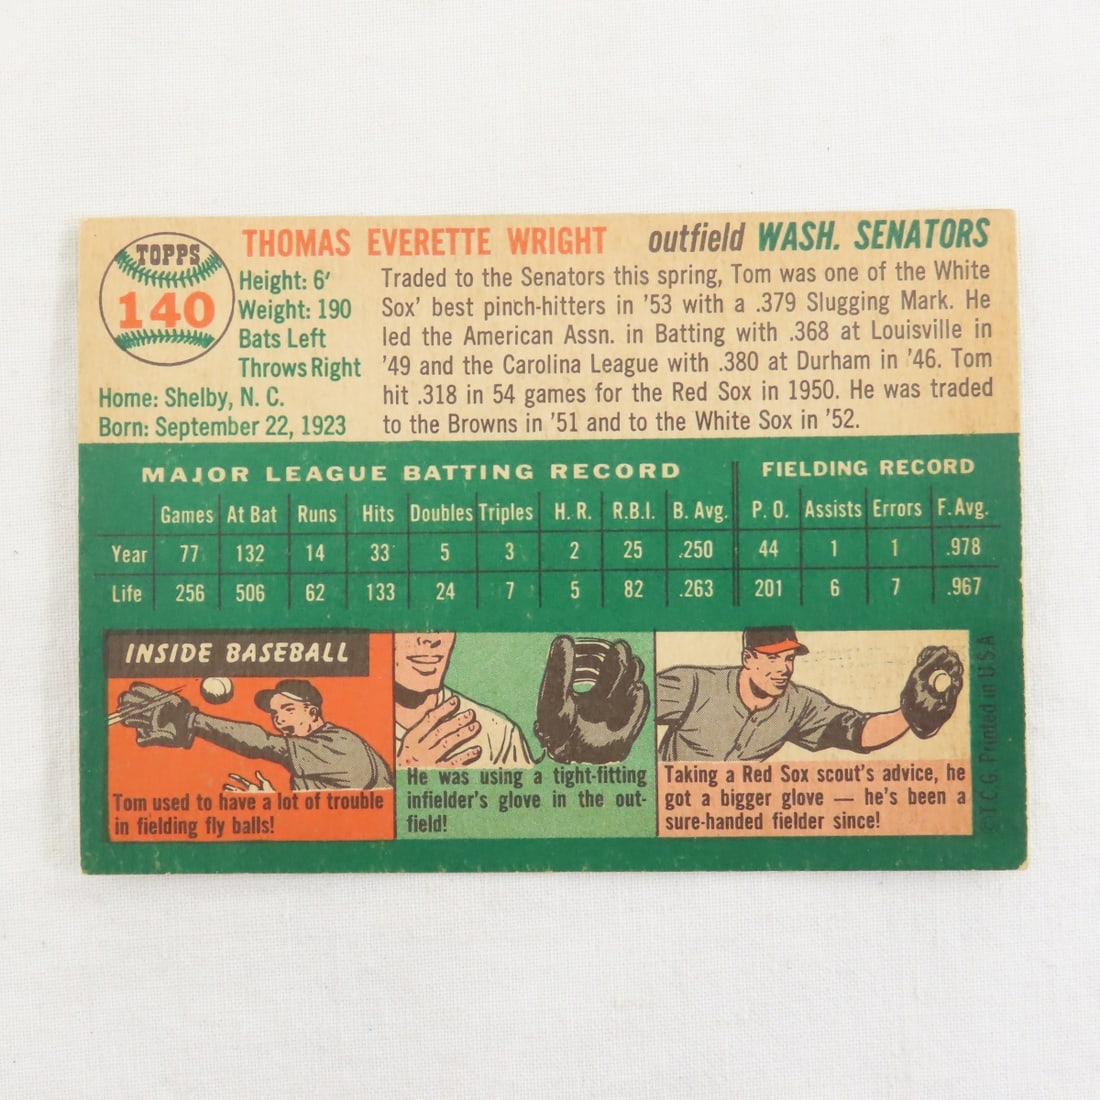 TOPPS
140
THOMAS EVERETTE WRIGHT outfield WASH. SENATORS
Height: 6'
Weight: 190
Bats Left
Throws Right
Home: Shelby, N. C.
Born: September 22, 1923
Traded to the Senators this spring, Tom was one of the White
Sox' best pinch-hitters in '53 with a .379 Slugging Mark. He
led the American Assn. in Batting with .368 at Louisville in
'49 and the Carolina League with .380 at Durham in '46. Tom
hit .318 in 54 games for the Red Sox in 1950. He was traded
to the Browns in '51 and to the White Sox in '52.
MAJOR LEAGUE BATTING RECORD FIELDING RECORD
Games At Bat Runs Hits Doubles Triples H. R. R.B.I. B. Avg. P. O. Assists Errors F. Avg.
Year 77 132 14 33 5 3 2 25 .250 44 1 1 .978
Life 256 506 62 133 24 7 5 82 .263 201 6 7 .967
INSIDE BASEBALL
Tom used to have a lot of trouble
in fielding fly balls!
He was using a tight-fitting
infielder's glove in the out-
field!
Taking a Red Sox scout's advice, he
got a bigger glove — he's been a
sure-handed fielder since!
©T.C.G. Printed in U.S.A